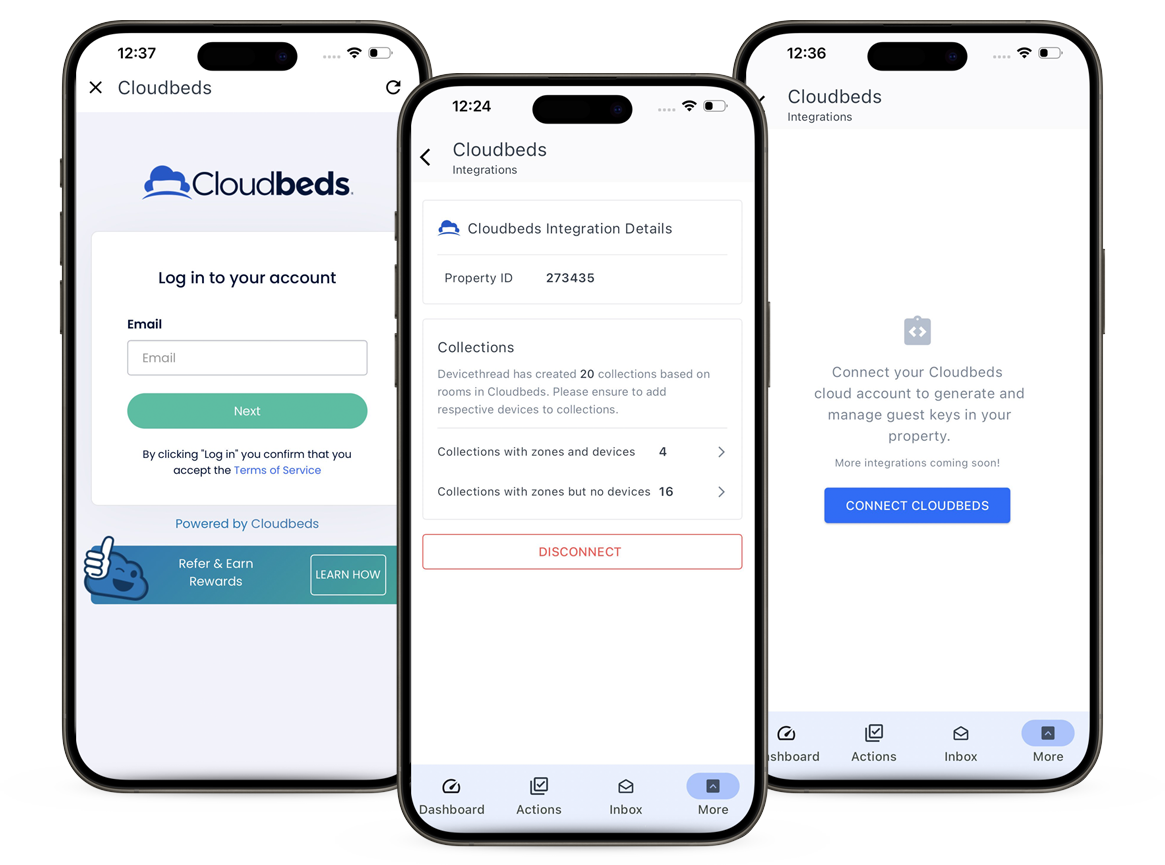 12:37
Cloudbeds
Cloudbeds.
Log in to your account
Email
Email
Next
By clicking "Log in" you confirm that you
accept the Terms of Service
Powered by Cloudbeds
Refer & Earn
Rewards
LEARN HOW
12:24
Cloudbeds
Integrations
Cloudbeds Integration Details
Property ID 273435
Collections
Devicethread has created 20 collections based on
rooms in Cloudbeds. Please ensure to add
respective devices to collections.
Collections with zones and devices 4
Collections with zones but no devices 16
DISCONNECT
Dashboard Actions Inbox More
12:36
Cloudbeds
Integrations
Connect your Cloudbeds
cloud account to generate and
manage guest keys in your
property.
More integrations coming soon!
CONNECT CLOUDBEDS
shboard Actions Inbox More